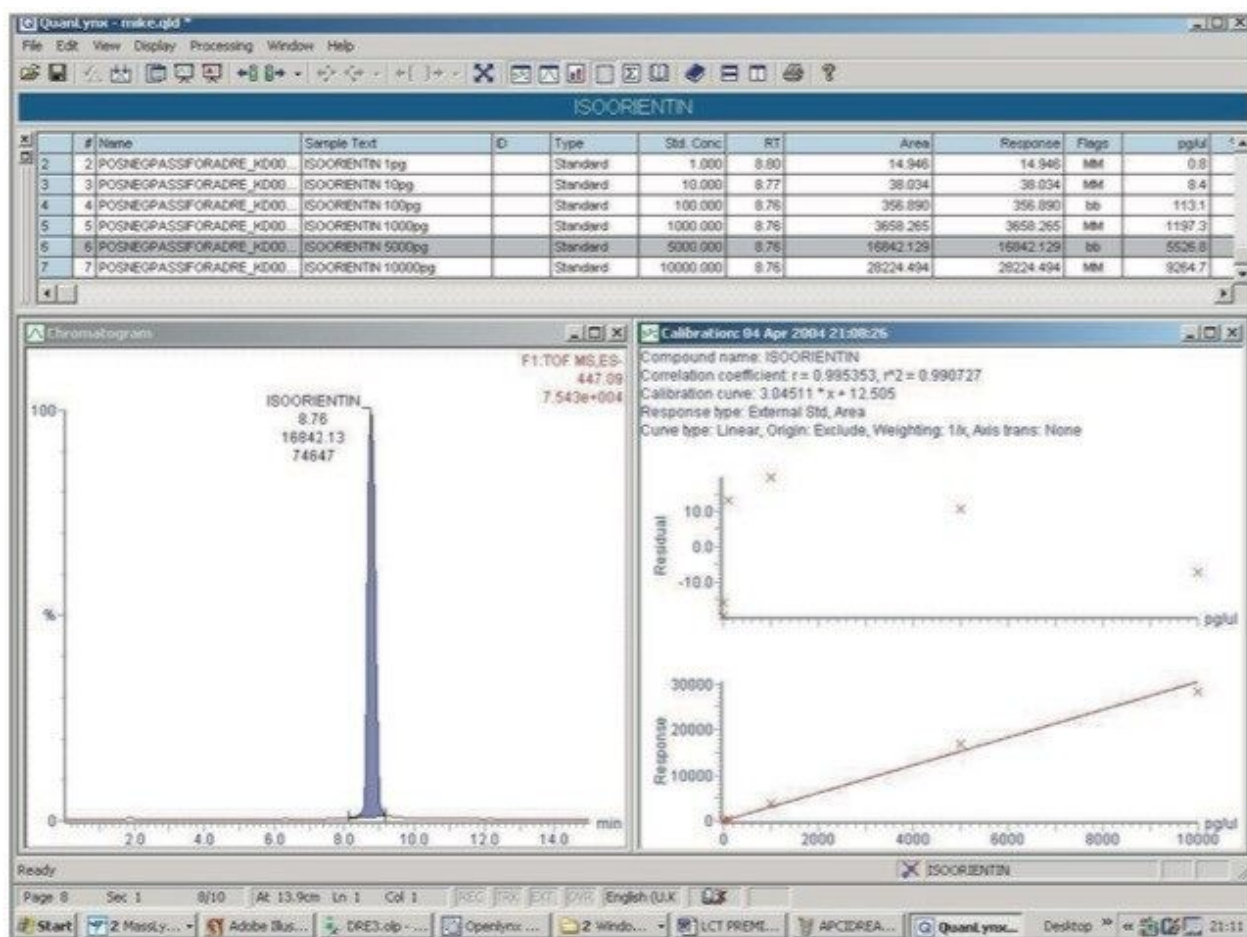 QuanLynx - mike.qld *
File Edit View Display Processing Window Help
ISOORIENTIN
# Name Sample Text ID Type Std. Conc RT Area Response Flags pg/ul
2 2 POSNEGPASSIFORADRE_KD00... ISOORIENTIN 1pg Standard 1.000 8.80 14.946 14.946 MM 0.8
3 3 POSNEGPASSIFORADRE_KD00... ISOORIENTIN 10pg Standard 10.000 8.77 38.034 38.034 MM 8.4
4 4 POSNEGPASSIFORADRE_KD00... ISOORIENTIN 100pg Standard 100.000 8.76 356.890 356.890 bb 113.1
5 5 POSNEGPASSIFORADRE_KD00... ISOORIENTIN 1000pg Standard 1000.000 8.76 3658.265 3658.265 MM 1197.3
6 6 POSNEGPASSIFORADRE_KD00... ISOORIENTIN 5000pg Standard 5000.000 8.76 16842.129 16842.129 bb 5526.8
7 7 POSNEGPASSIFORADRE_KD00... ISOORIENTIN 10000pg Standard 10000.000 8.76 28224.494 28224.494 MM 9264.7
Chromatogram
F1:TOF MS,ES-
447.09
7.543e+004
ISOORIENTIN
8.76
16842.13
74647
100
%
0
2.0 4.0 6.0 8.0 10.0 12.0 14.0 min
Calibration: 04 Apr 2004 21:08:26
Compound name: ISOORIENTIN
Correlation coefficient: r = 0.995353, r^2 = 0.990727
Calibration curve: 3.04511 * x + 12.505
Response type: External Std, Area
Curve type: Linear, Origin: Exclude, Weighting: 1/x, Axis trans: None
Residual
10.0
0.0
-10.0
pg/ul
0 2000 4000 6000 8000 10000
Response
30000
20000
10000
0
0 2000 4000 6000 8000 10000 pg/ul
Ready ISOORIENTIN
Page 8 Sec 1 8/10 At 13.9cm Ln 1 Col 1 REC TRK EXT OVR English (U.K
Start 2 MassLy... Adobe Illus... DRE3.olp - ... Openlynx ... 2 Windo... LCT PREMI... APCIDREA... QuanLynx... Desktop » « 21:11